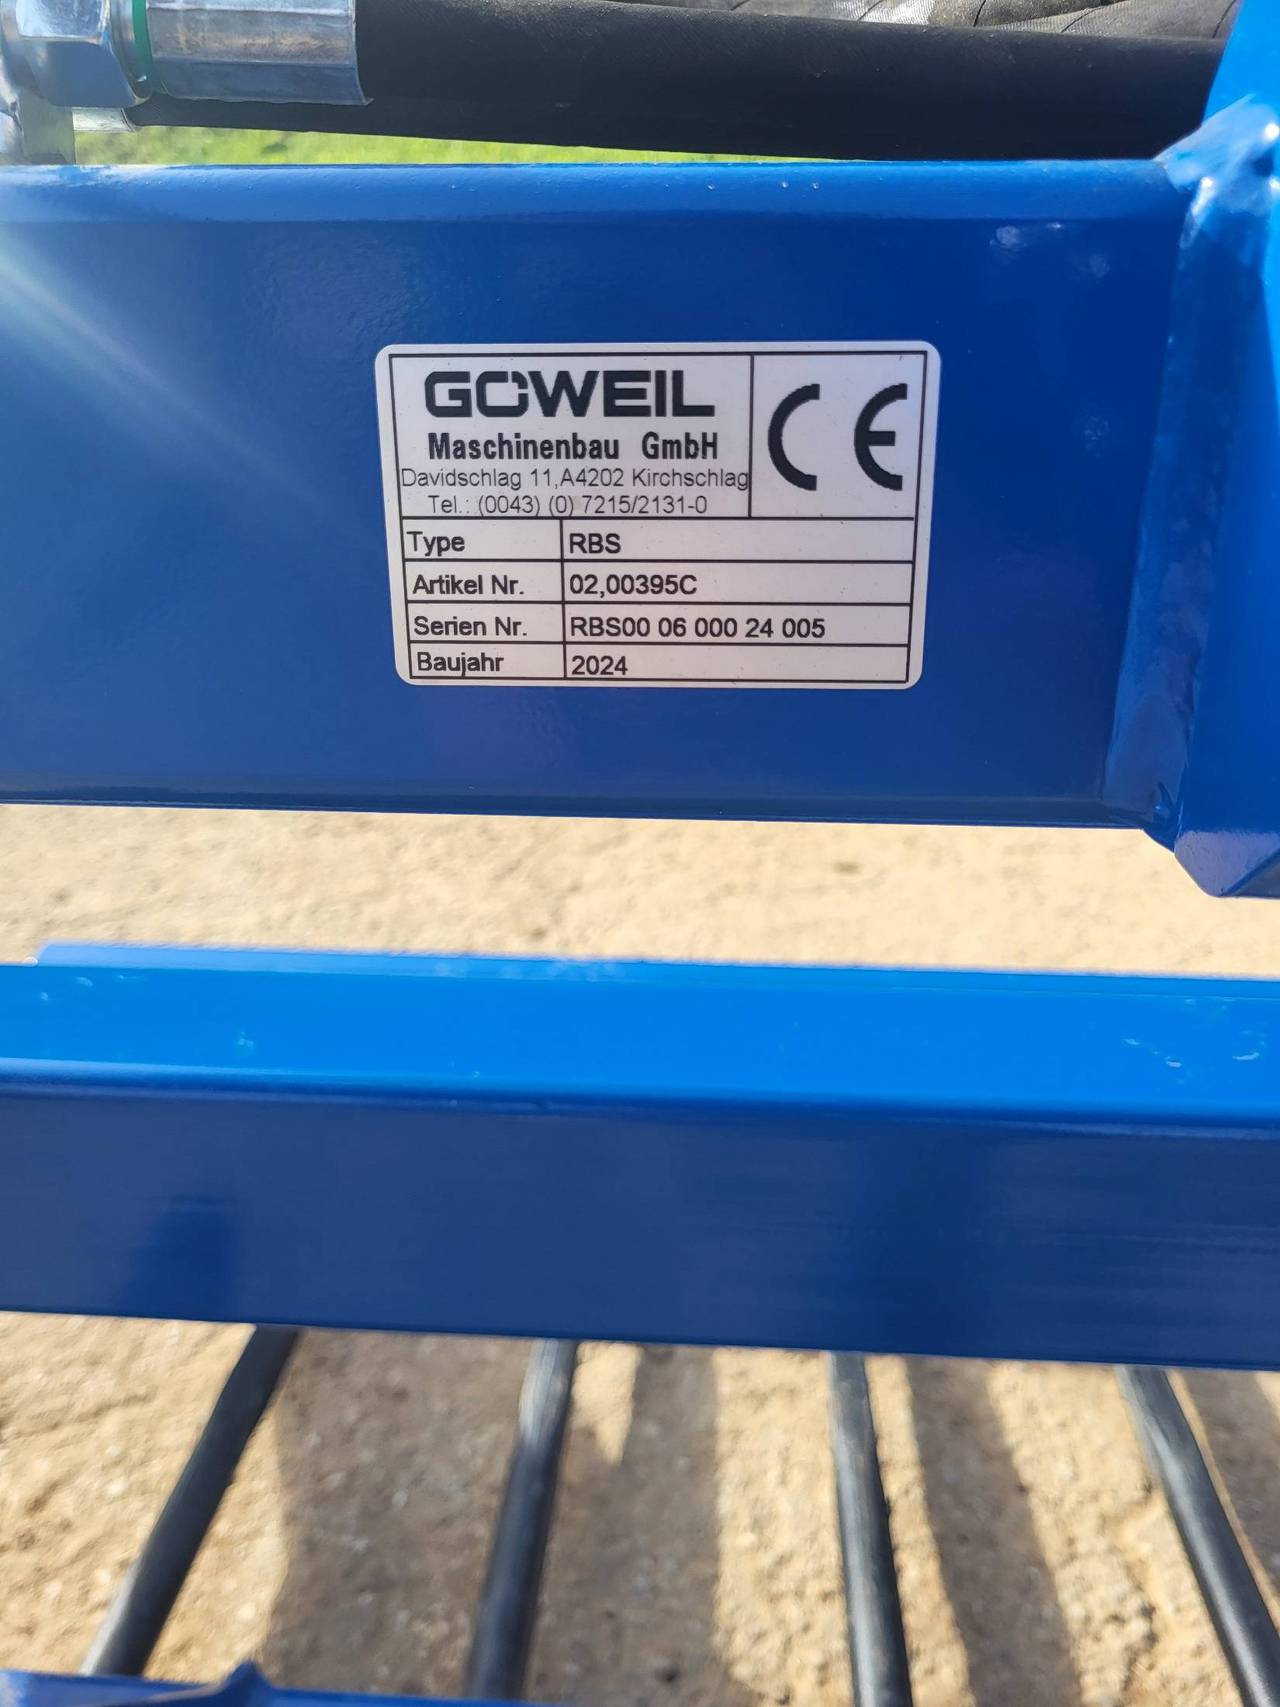 GÖWEIL
Maschinenbau GmbH
Davidschlag 11,A4202 Kirchschlag
Tel.: (0043) (0) 7215/2131-0
CE
Type RBS
Artikel Nr. 02,00395C
Serien Nr. RBS00 06 000 24 005
Baujahr 2024